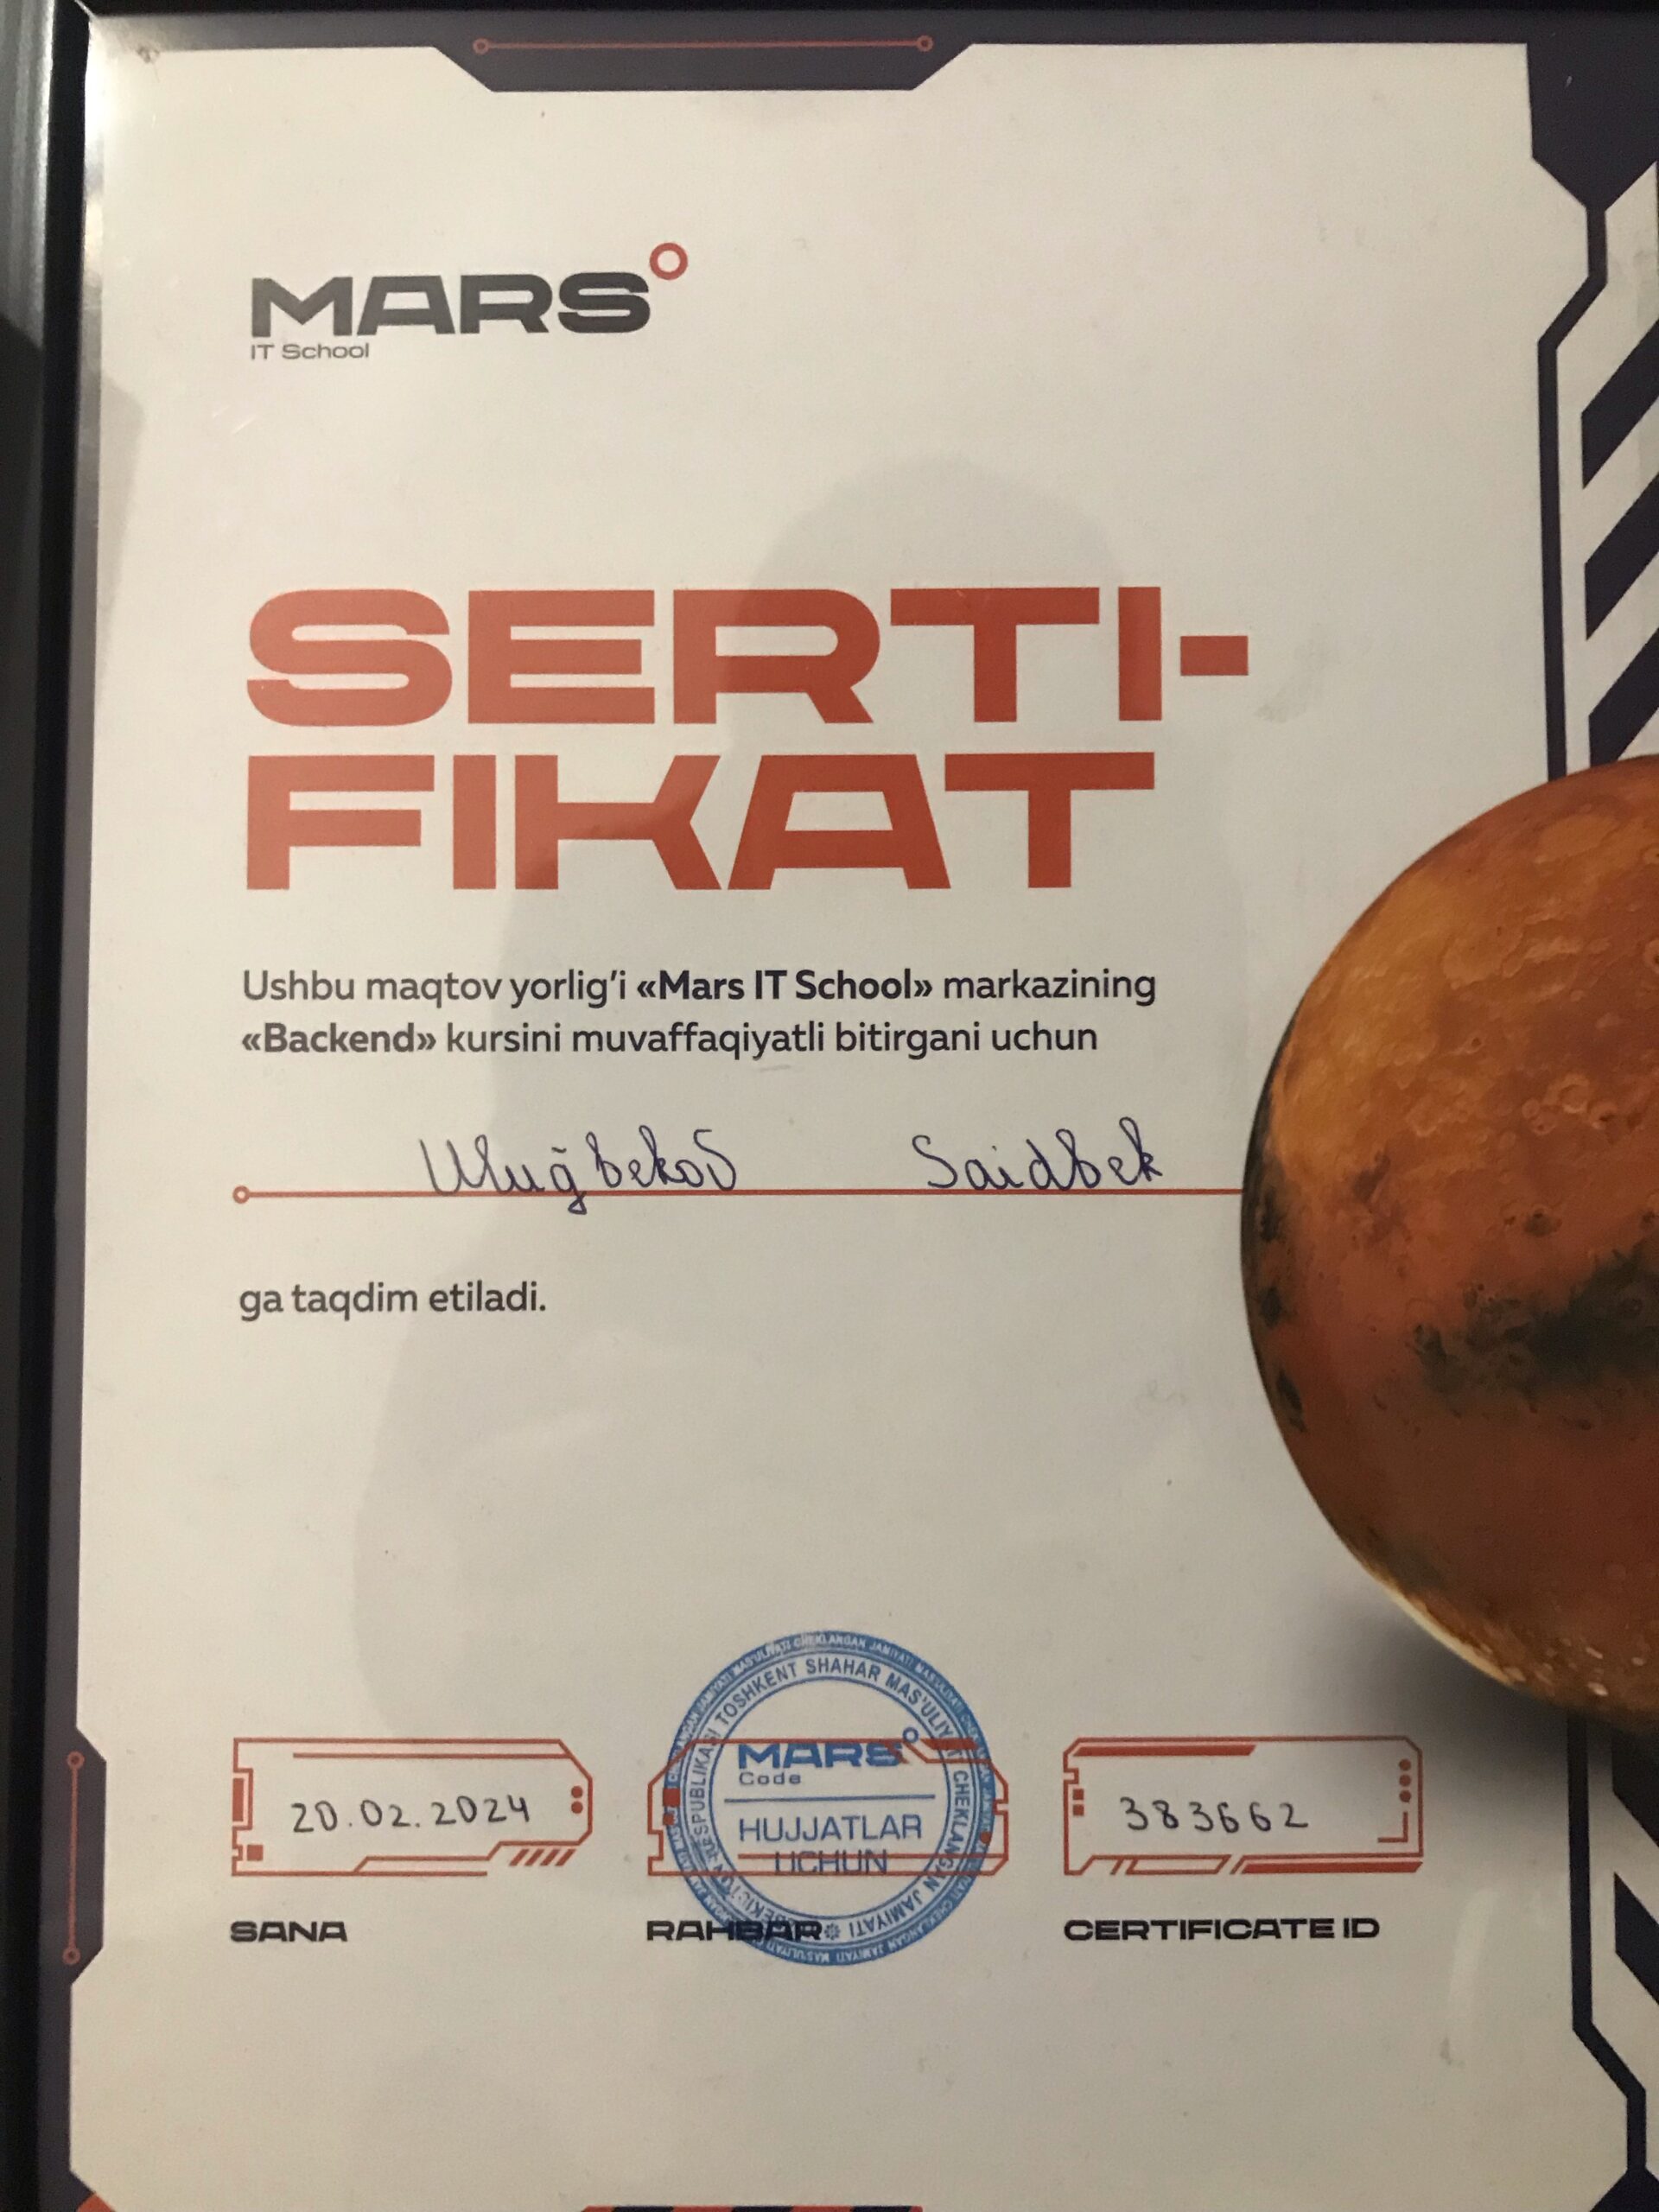 MARS
IT School
SERTI-
FIKAT
Ushbu maqtov yorlig'i «Mars IT School» markazining
«Backend» kursini muvaffaqiyatli bitirgani uchun
Ulug̃bekov Saidbek
ga taqdim etiladi.
20.02.2024
SANA
TOSHKENT SHAHAR MAS'ULIYATI CHEKLANGAN JAMIYATI
MARS
Code
HUJJATLAR
UCHUN
RAHBAR
383662
CERTIFICATE ID